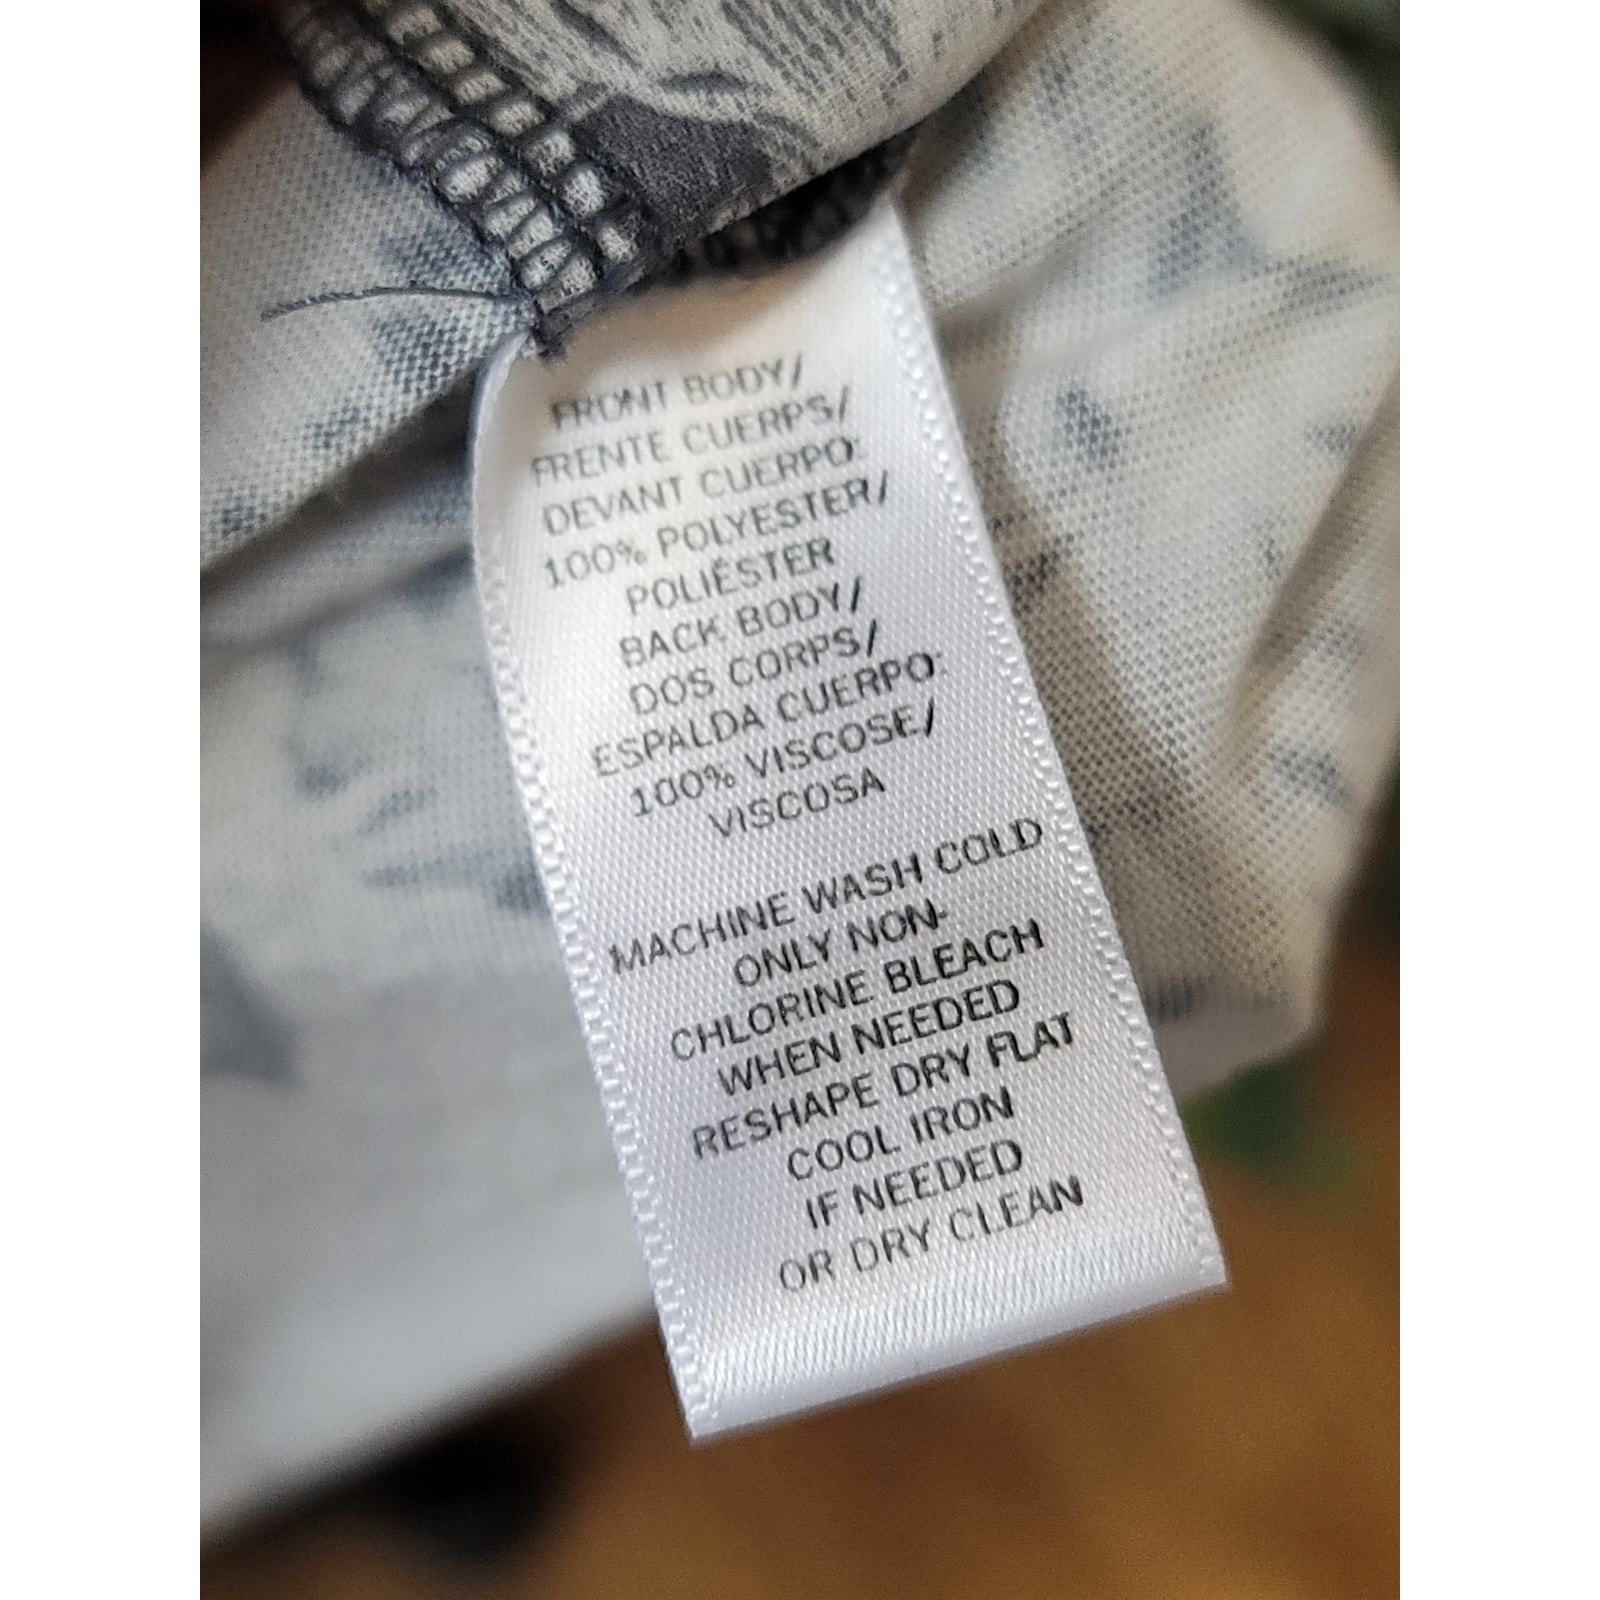 FRONT BODY/
FRENTE CUERPS/
DEVANT CUERPO:
100% POLYESTER/
POLIÉSTER
BACK BODY/
DOS CORPS/
ESPALDA CUERPO:
100% VISCOSE/
VISCOSA
MACHINE WASH COLD
ONLY NON-
CHLORINE BLEACH
WHEN NEEDED
RESHAPE DRY FLAT
COOL IRON
IF NEEDED
OR DRY CLEAN